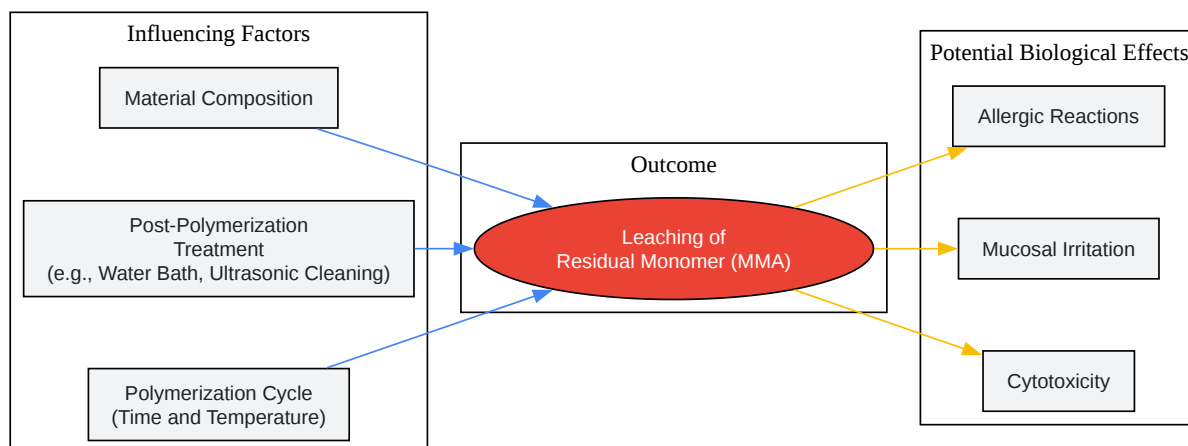 Influencing Factors
Material Composition
Post-Polymerization
Treatment
(e.g., Water Bath, Ultrasonic Cleaning)
Polymerization Cycle
(Time and Temperature)
Outcome
Leaching of
Residual Monomer (MMA)
Potential Biological Effects
Allergic Reactions
Mucosal Irritation
Cytotoxicity